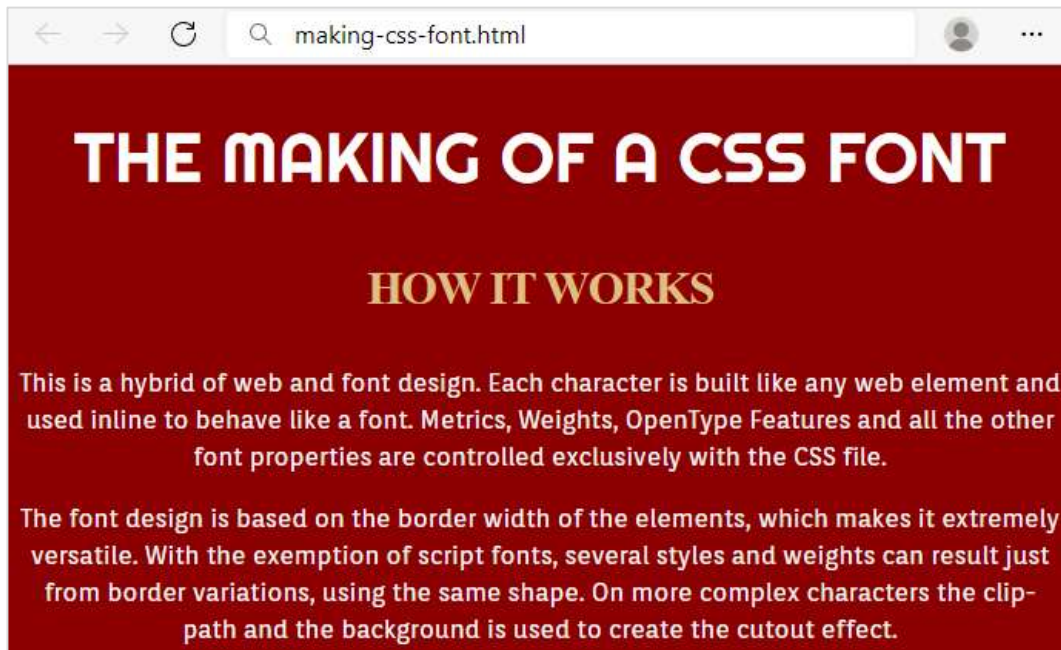 making-css-font.html
THE MAKING OF A CSS FONT
HOW IT WORKS
This is a hybrid of web and font design. Each character is built like any web element and
used inline to behave like a font. Metrics, Weights, OpenType Features and all the other
font properties are controlled exclusively with the CSS file.
The font design is based on the border width of the elements, which makes it extremely
versatile. With the exemption of script fonts, several styles and weights can result just
from border variations, using the same shape. On more complex characters the clip-
path and the background is used to create the cutout effect.